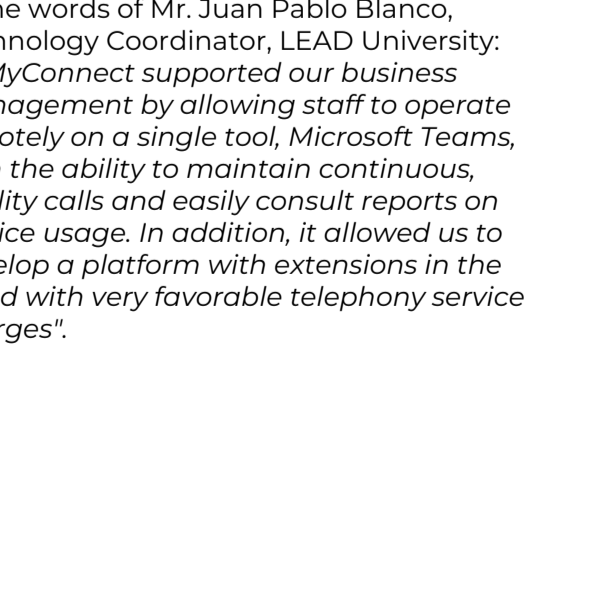 he words of Mr. Juan Pablo Blanco,
hnology Coordinator, LEAD University:
MyConnect supported our business
nagement by allowing staff to operate
otely on a single tool, Microsoft Teams,
the ability to maintain continuous,
lity calls and easily consult reports on
ice usage. In addition, it allowed us to
elop a platform with extensions in the
d with very favorable telephony service
rges".